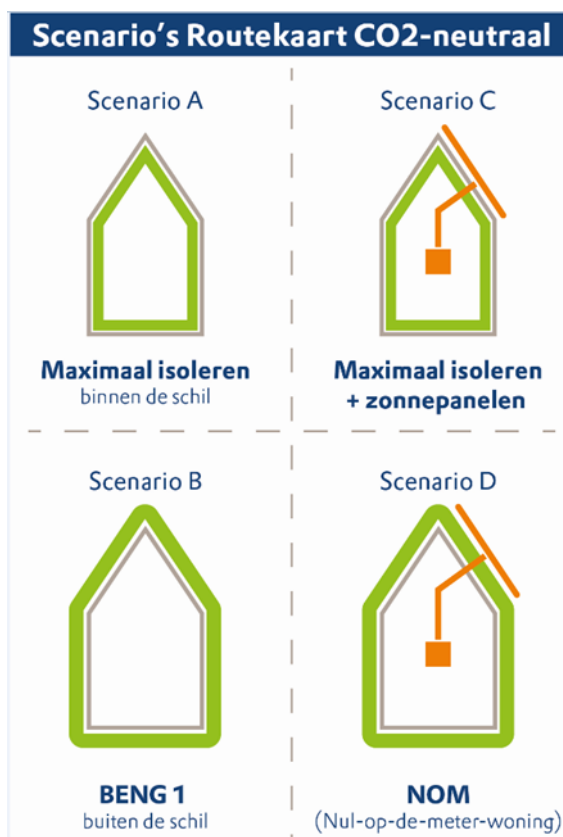 Scenario's Routekaart CO2-neutraal
Scenario A
Maximaal isoleren
binnen de schil
Scenario C
Maximaal isoleren
+ zonnepanelen
Scenario B
BENG 1
buiten de schil
Scenario D
NOM
(Nul-op-de-meter-woning)